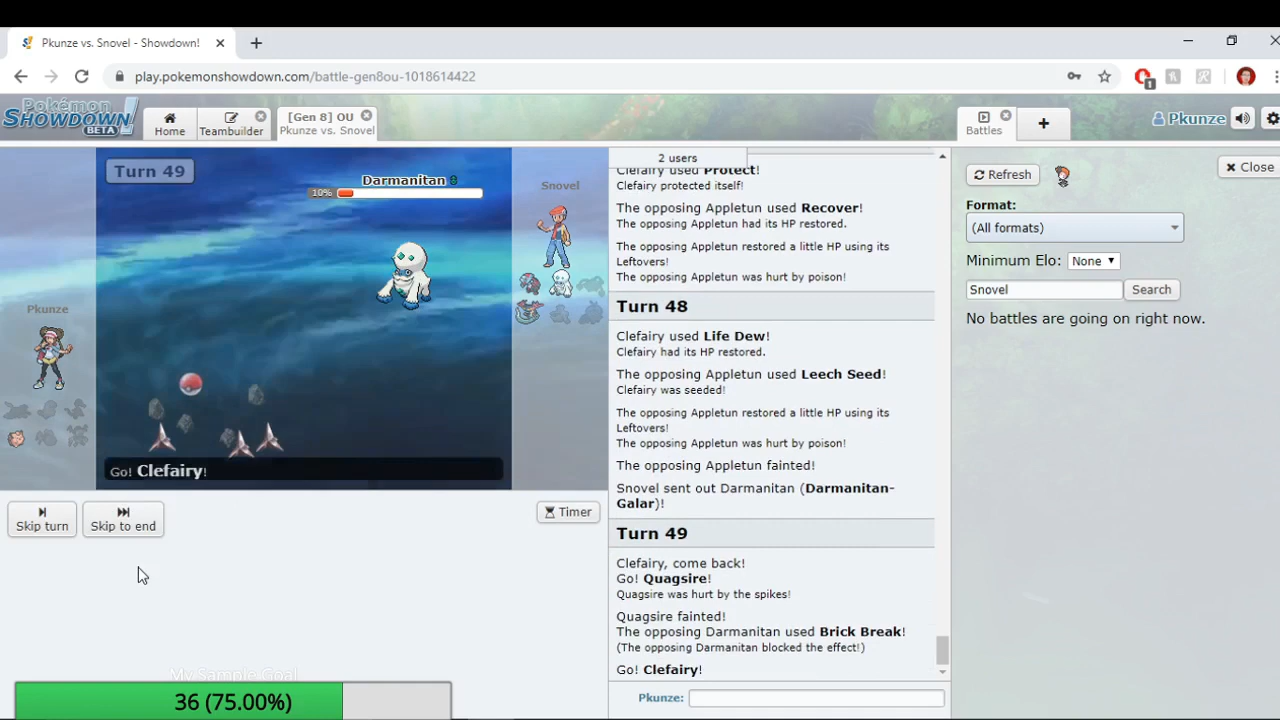 Pkunze vs. Snovel - Showdown!
play.pokemonshowdown.com/battle-gen8ou-1018614422
1
Pokémon
SHOWDOWN!
BETA
Home
Teambuilder
[Gen 8] OU
Pkunze vs. Snovel
Battles
Pkunze
Turn 49
Darmanitan
10%
Snovel
Pkunze
Go! Clefairy!
Skip turn
Skip to end
Timer
My Sample Goal
36 (75.00%)
2 users
Clefairy used Protect!
Clefairy protected itself!
The opposing Appletun used Recover!
The opposing Appletun had its HP restored.
The opposing Appletun restored a little HP using its
Leftovers!
The opposing Appletun was hurt by poison!
Turn 48
Clefairy used Life Dew!
Clefairy had its HP restored.
The opposing Appletun used Leech Seed!
Clefairy was seeded!
The opposing Appletun restored a little HP using its
Leftovers!
The opposing Appletun was hurt by poison!
The opposing Appletun fainted!
Snovel sent out Darmanitan (Darmanitan-
Galar)!
Turn 49
Clefairy, come back!
Go! Quagsire!
Quagsire was hurt by the spikes!
Quagsire fainted!
The opposing Darmanitan used Brick Break!
(The opposing Darmanitan blocked the effect!)
Go! Clefairy!
Pkunze:
Refresh
Close
Format:
(All formats)
Minimum Elo: None
Snovel
Search
No battles are going on right now.